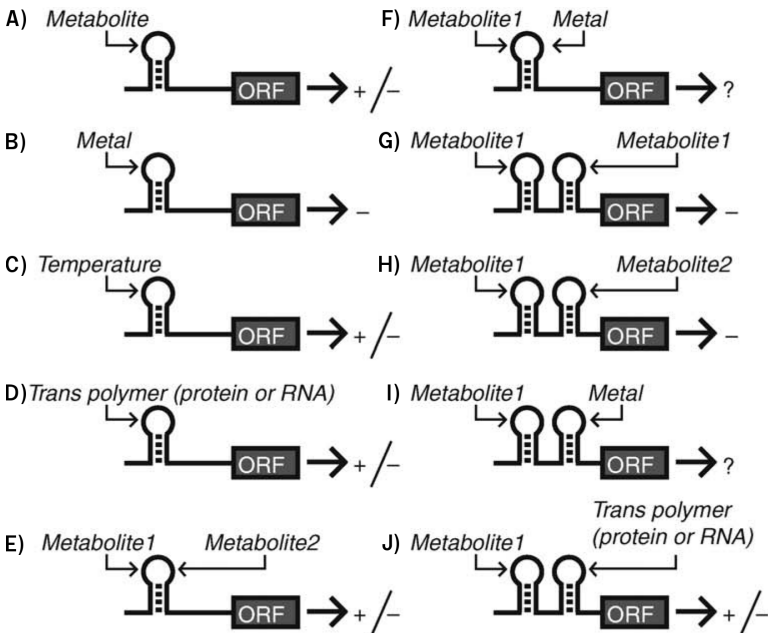 A) Metabolite
ORF +/–
B) Metal
ORF –
C) Temperature
ORF +/–
D) Trans polymer (protein or RNA)
ORF +/–
E) Metabolite1 Metabolite2
ORF +/–
F) Metabolite1 Metal
ORF ?
G) Metabolite1 Metabolite1
ORF –
H) Metabolite1 Metabolite2
ORF –
I) Metabolite1 Metal
ORF ?
Trans polymer
J) Metabolite1 (protein or RNA)
ORF +/–